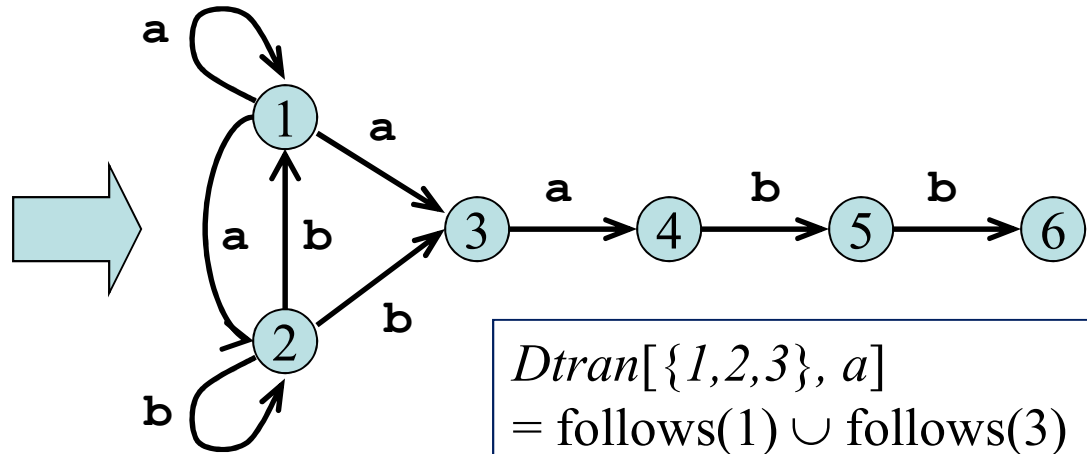 a
1
a
a
b
3
a
4
b
5
b
6
b
2
b
Dtran[{1,2,3}, a]
= follows(1) ∪ follows(3)